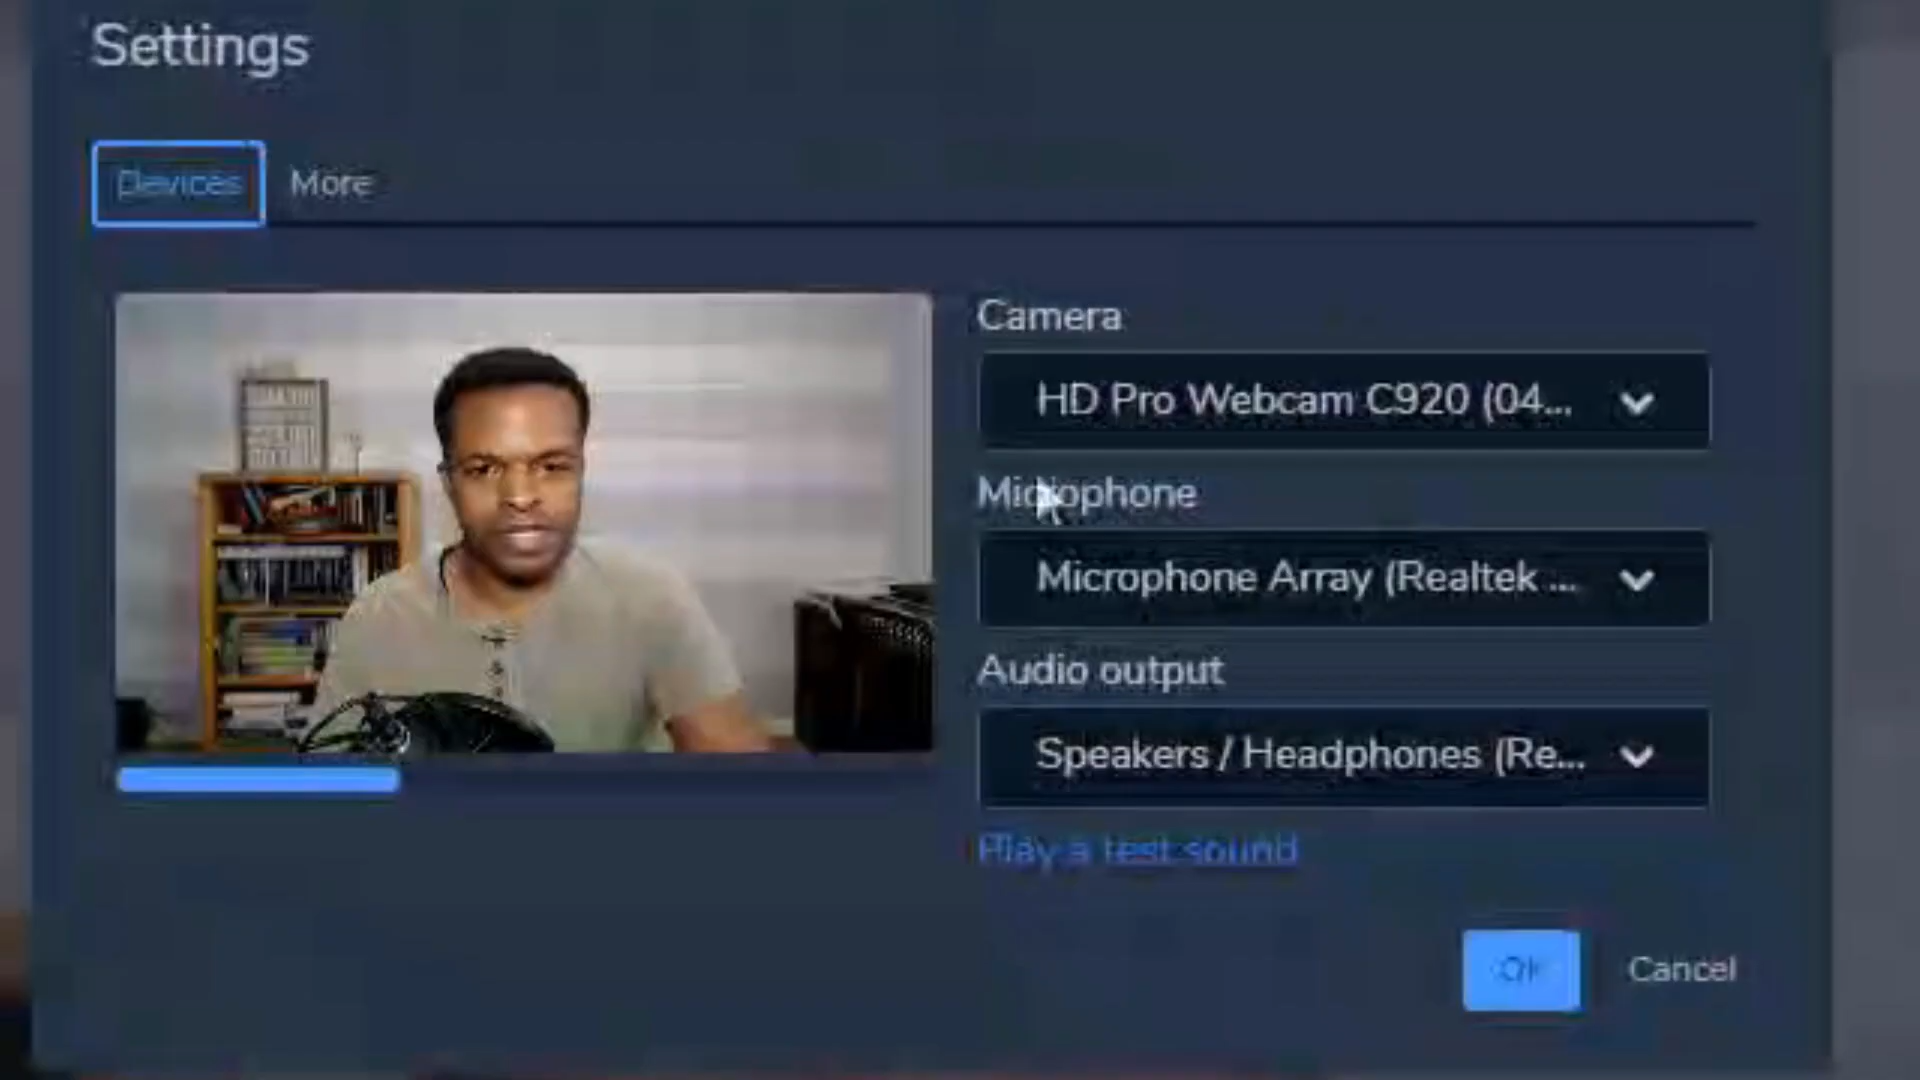 Settings
Devices More
Camera
HD Pro Webcam C920 (04...
Microphone
Microphone Array (Realtek ...
Audio output
Speakers / Headphones (Re...
Play a test sound
OK Cancel